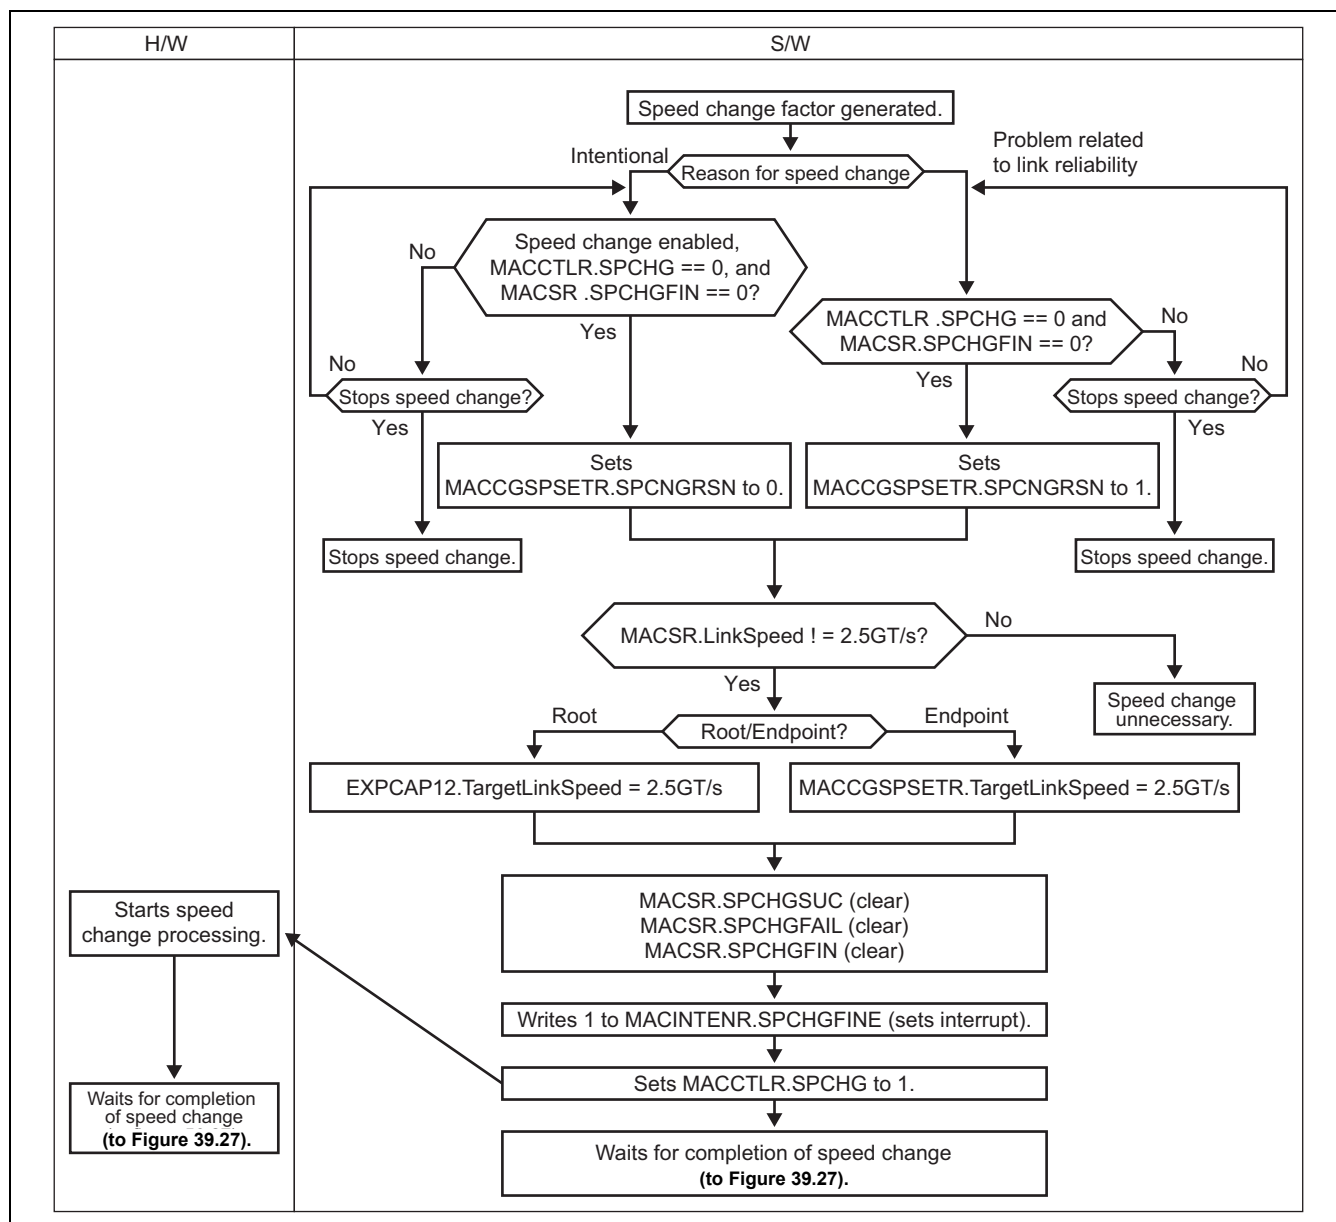 H/W
S/W
Speed change factor generated.
Intentional
Reason for speed change
Problem related
to link reliability
No
Speed change enabled,
MACCTLR.SPCHG == 0, and
MACSR .SPCHGFIN == 0?
Yes
MACCTLR .SPCHG == 0 and
MACSR.SPCHGFIN == 0?
No
Yes
No
Stops speed change?
Yes
No
Stops speed change?
Yes
Sets
MACCGSPSETR.SPCNGRSN to 0.
Sets
MACCGSPSETR.SPCNGRSN to 1.
Stops speed change.
Stops speed change.
MACSR.LinkSpeed ! = 2.5GT/s?
No
Yes
Speed change
unnecessary.
Root
Root/Endpoint?
Endpoint
EXPCAP12.TargetLinkSpeed = 2.5GT/s
MACCGSPSETR.TargetLinkSpeed = 2.5GT/s
MACSR.SPCHGSUC (clear)
MACSR.SPCHGFAIL (clear)
MACSR.SPCHGFIN (clear)
Starts speed
change processing.
Writes 1 to MACINTENR.SPCHGFINE (sets interrupt).
Sets MACCTLR.SPCHG to 1.
Waits for completion
of speed change
(to Figure 39.27).
Waits for completion of speed change
(to Figure 39.27).